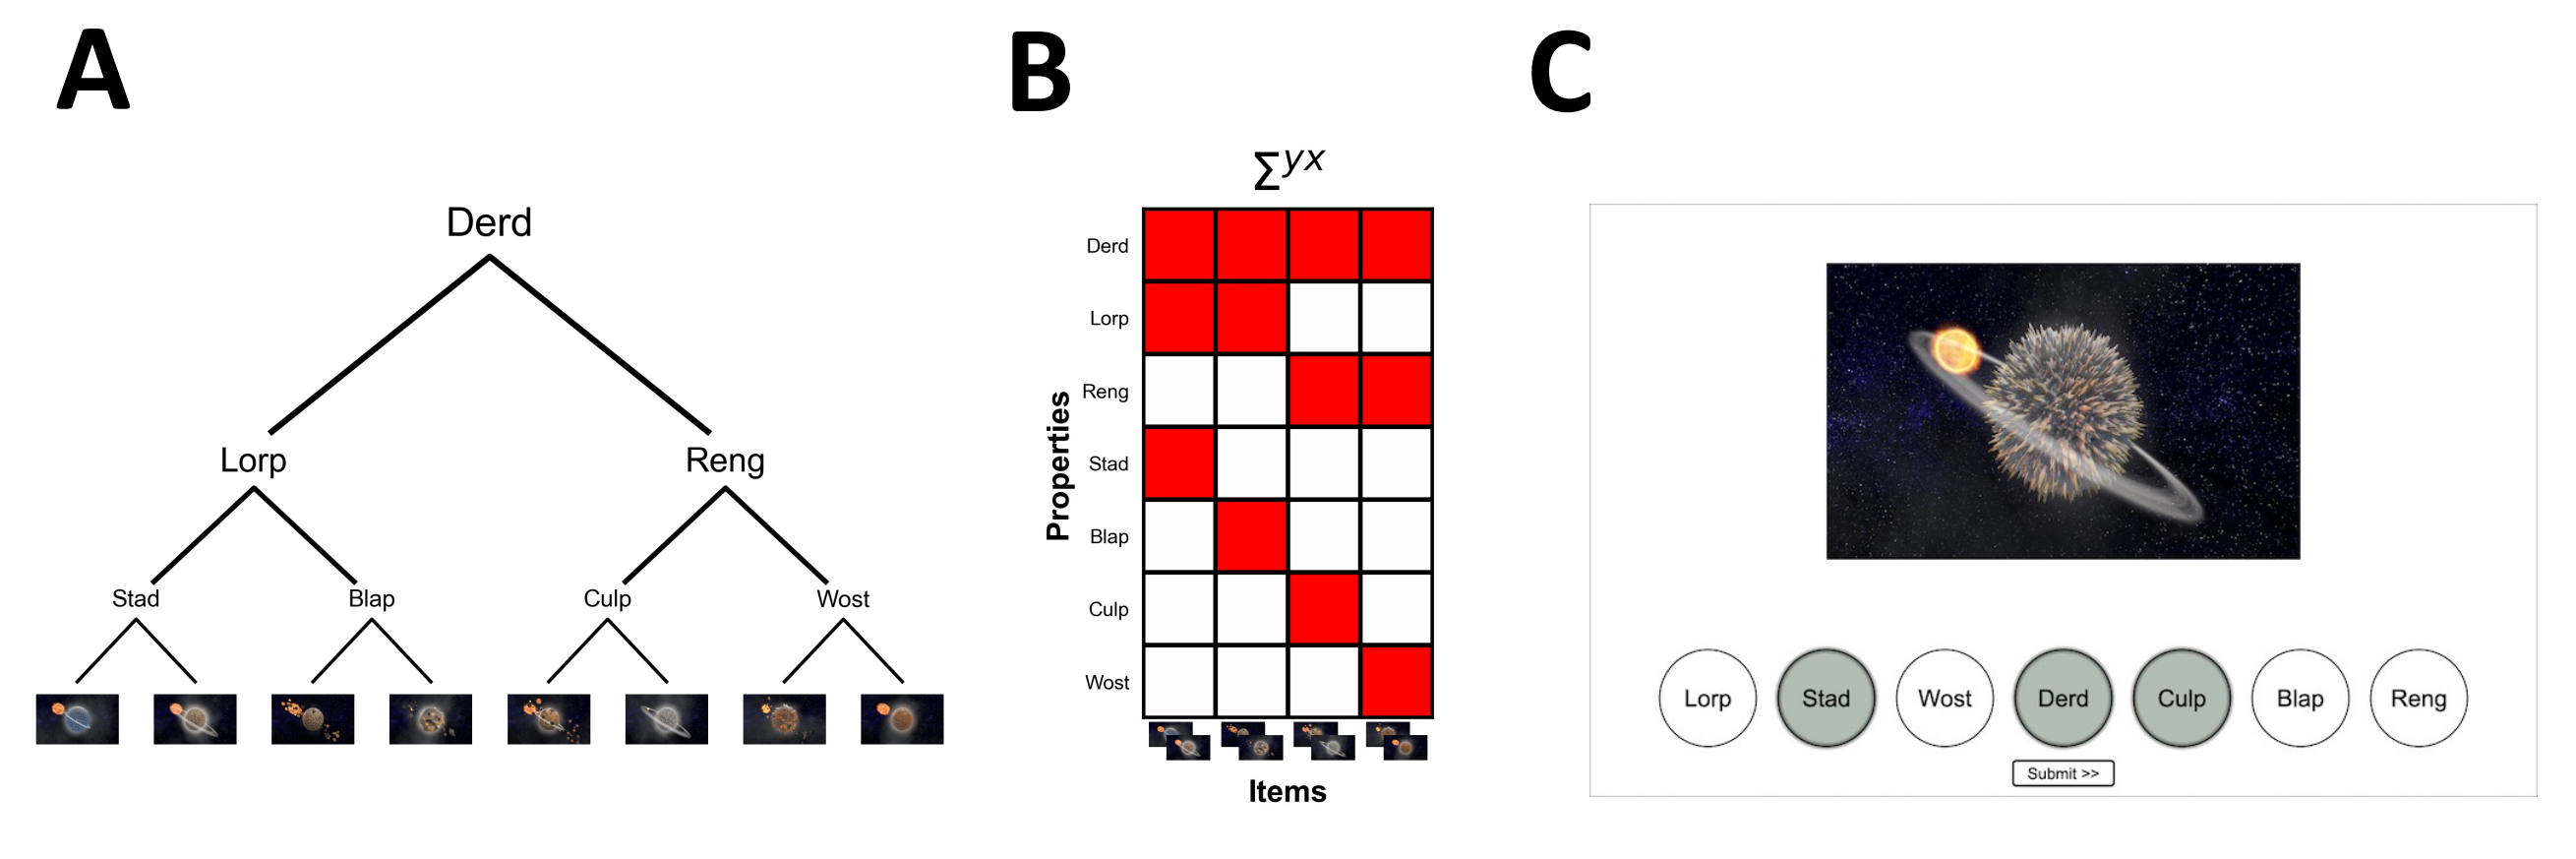 A
Derd
Lorp
Reng
Stad
Blap
Culp
Wost
B
Σyx
Properties
Derd
Lorp
Reng
Stad
Blap
Culp
Wost
Items
C
Lorp Stad Wost Derd Culp Blap Reng
Submit >>